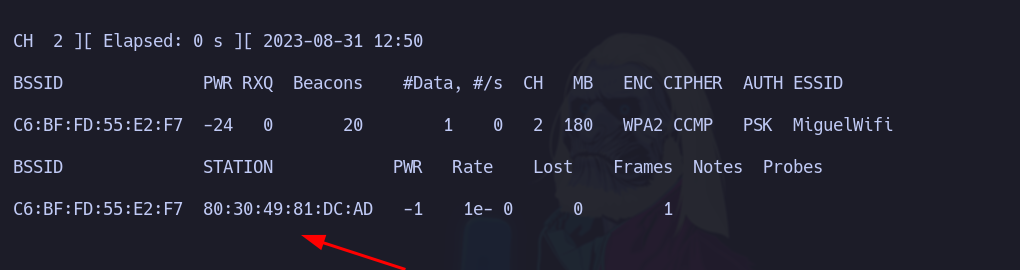 CH 2 ][ Elapsed: 0 s ][ 2023-08-31 12:50
BSSID PWR RXQ Beacons #Data, #/s CH MB ENC CIPHER AUTH ESSID
C6:BF:FD:55:E2:F7 -24 0 20 1 0 2 180 WPA2 CCMP PSK MiguelWifi
BSSID STATION PWR Rate Lost Frames Notes Probes
C6:BF:FD:55:E2:F7 80:30:49:81:DC:AD -1 1e- 0 0 1